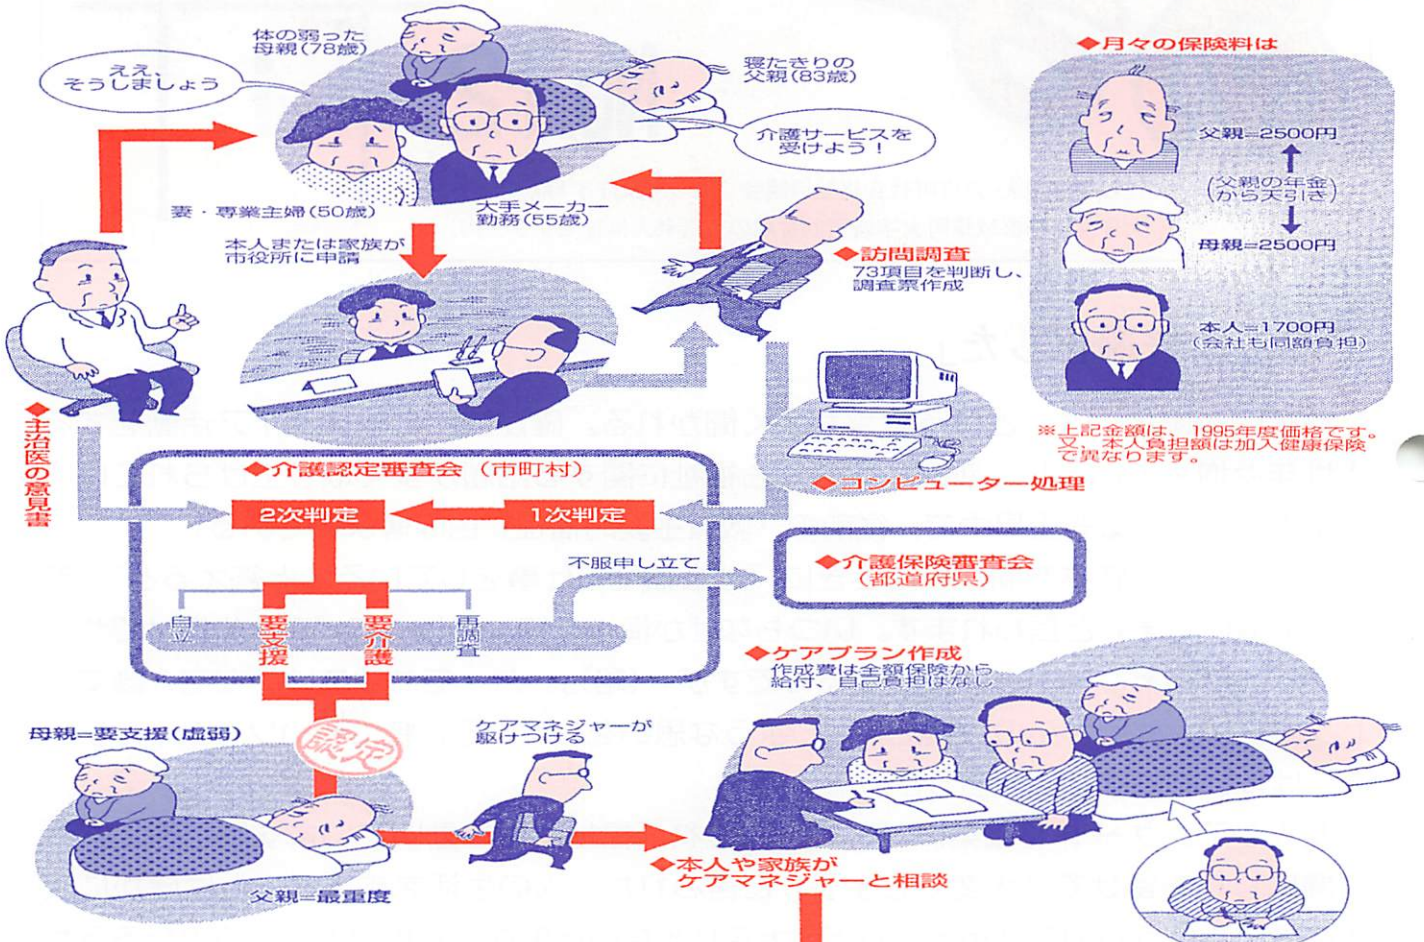 体の弱った
母親(78歳)
ええ、
そうしましょう
寝たきりの
父親(83歳)
介護サービスを
受けよう！
妻・専業主婦(50歳)
大手メーカー
勤務(55歳)
本人または家族が
市役所に申請
◆訪問調査
73項目を判断し、
調査票作成
◆月々の保険料は
父親=2500円
(父親の年金
から天引き)
母親=2500円
本人=1700円
(会社も同額負担)
※上記金額は、1995年度価格です。
又、本人負担額は加入健康保険
で異なります。
◆主治医の意見書
◆コンピューター処理
◆介護認定審査会（市町村）
2次判定
1次判定
不服申し立て
◆介護保険審査会
（都道府県）
自立
要支援
要介護
再調査
認定
母親=要支援(虚弱)
父親=最重度
ケアマネジャーが
駆けつける
◆ケアプラン作成
作成費は全額保険から
給付、自己負担はなし
◆本人や家族が
ケアマネジャーと相談